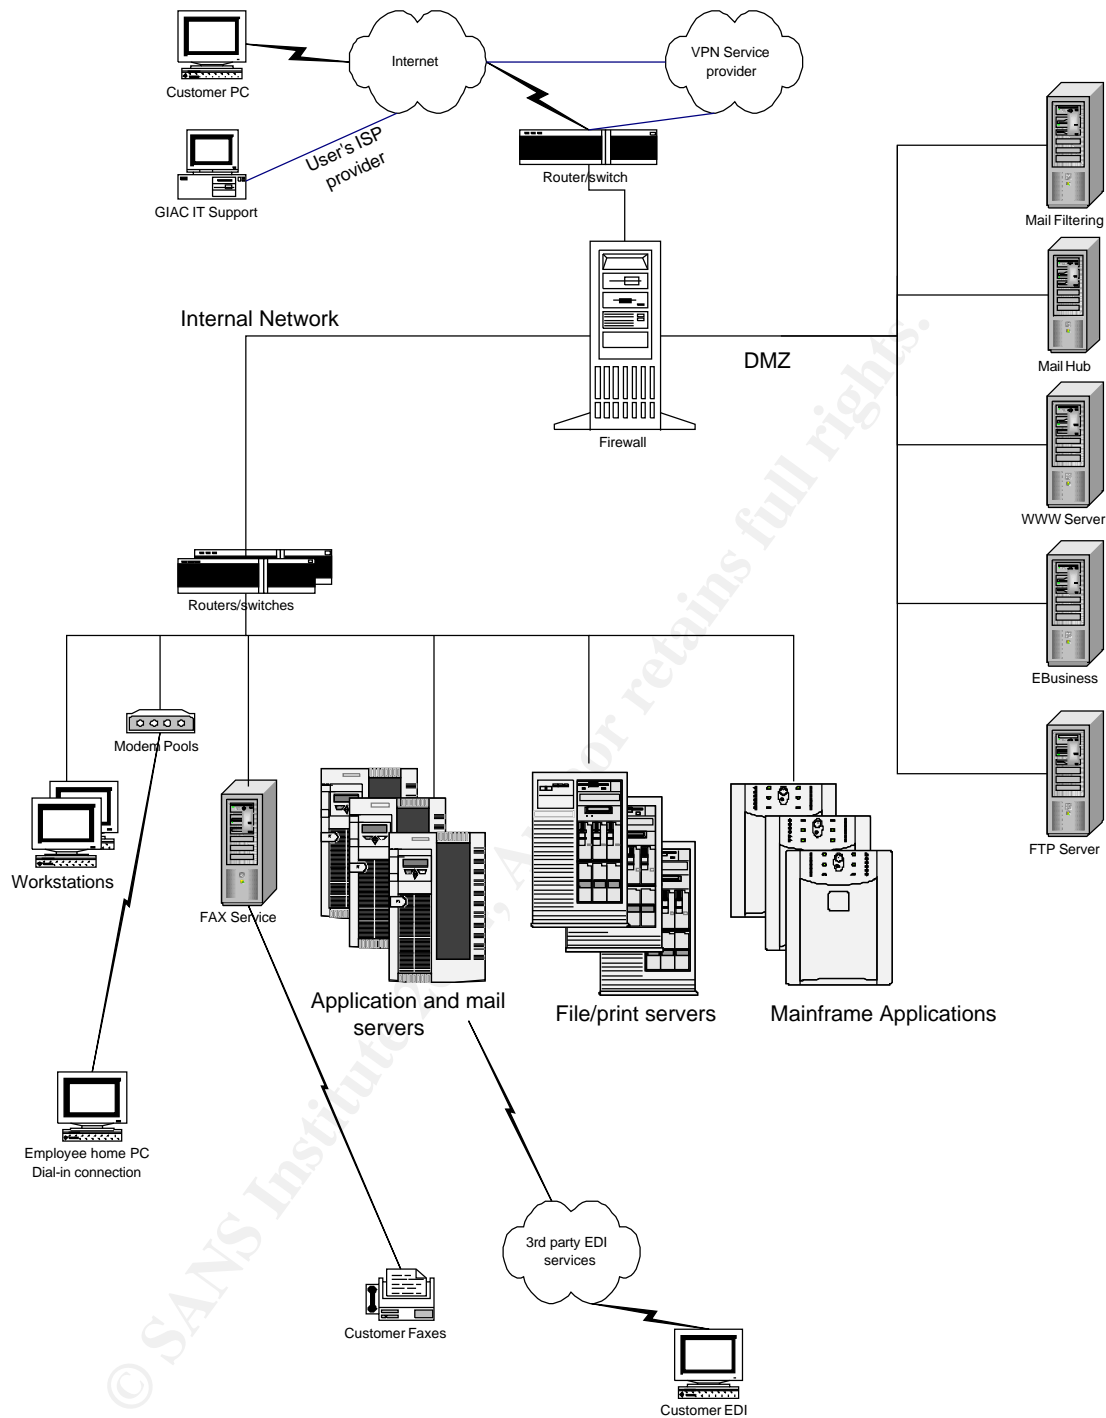 Customer PC
Internet
VPN Service
provider
User's ISP
provider
GIAC IT Support
Router/switch
Mail Filtering
Internal Network
DMZ
Mail Hub
Firewall
WWW Server
Routers/switches
EBusiness
Modem Pools
FTP Server
Workstations
FAX Service
Application and mail
servers
File/print servers
Mainframe Applications
Employee home PC
Dial-in connection
3rd party EDI
services
Customer Faxes
Customer EDI
© SANS Institute 20 , A or retains full rights.